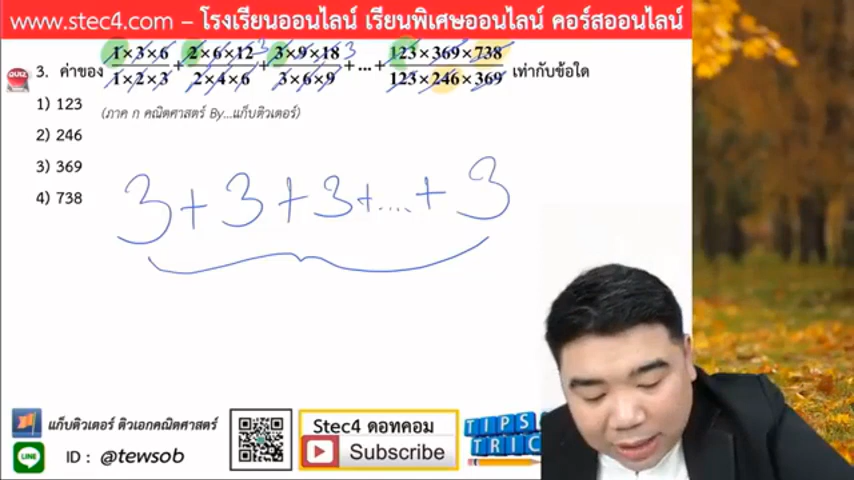 www.stec4.com – โรงเรียนออนไลน์ เรียนพิเศษออนไลน์ คอร์สออนไลน์
QUIZ
3. ค่าของ 1×3×6/1×2×3 + 2×6×12/2×4×6 + 3×9×18/3×6×9 + ... + 123×369×738/123×246×369 เท่ากับข้อใด
3 3
1) 123 (ภาค ก คณิตศาสตร์ By...แก็บติวเตอร์)
2) 246
3) 369
4) 738
3 + 3 + 3 + .... + 3
แก็บติวเตอร์ ติวเอกคณิตศาสตร์
LINE ID : @tewsob
Stec4 ดอทคอม
Subscribe
TIPS
TRIC